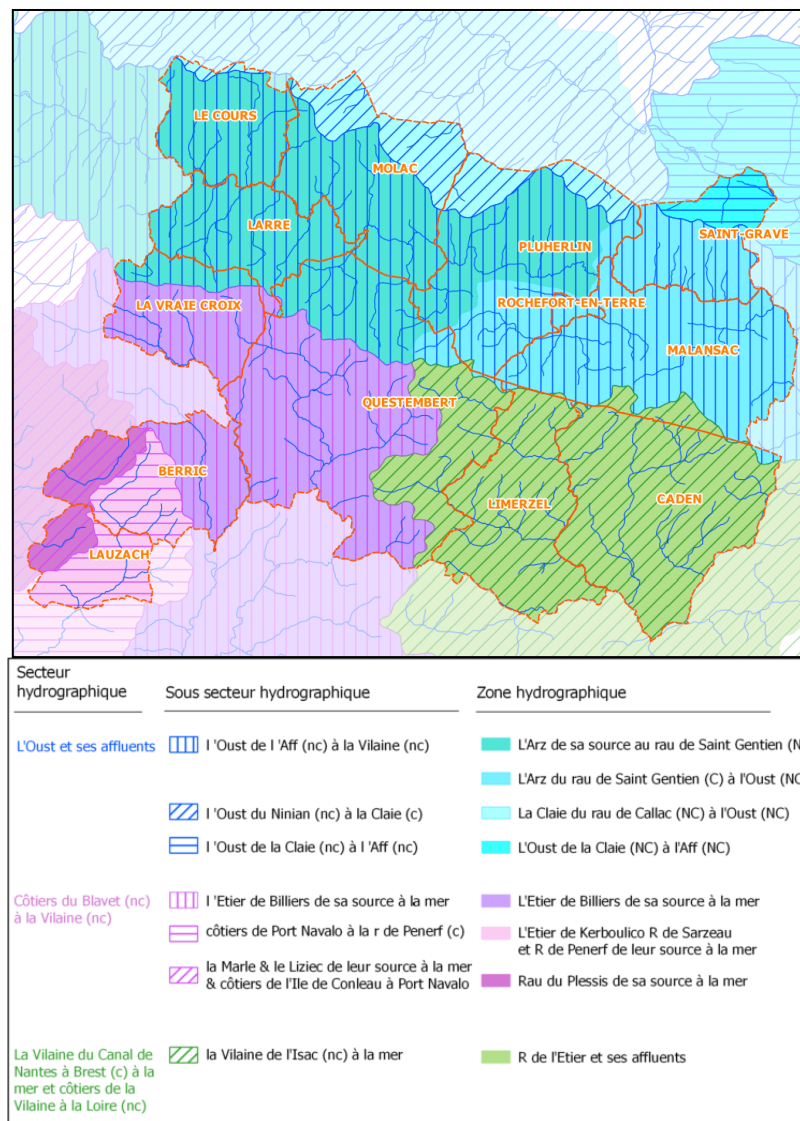 LE COURS
MOLAC
LARRE
SAINT-GRAVE
PLUHERLIN
LA VRAIE CROIX
ROCHEFORT-EN-TERRE
MALANSAC
QUESTEMBERT
BERRIC
LIMERZEL
CADEN
LAUZACH
Secteur
hydrographique
Sous secteur hydrographique
Zone hydrographique
L'Oust et ses affluents
l 'Oust de l 'Aff (nc) à la Vilaine (nc)
L'Arz de sa source au rau de Saint Gentien (N
L'Arz du rau de Saint Gentien (C) à l'Oust (NC
l 'Oust du Ninian (nc) à la Claie (c)
La Claie du rau de Callac (NC) à l'Oust (NC)
l 'Oust de la Claie (nc) à l 'Aff (nc)
L'Oust de la Claie (NC) à l'Aff (NC)
Côtiers du Blavet (nc)
à la Vilaine (nc)
l 'Etier de Billiers de sa source à la mer
L'Etier de Billiers de sa source à la mer
côtiers de Port Navalo à la r de Penerf (c)
L'Etier de Kerboulico R de Sarzeau
et R de Penerf de leur source à la mer
la Marle & le Liziec de leur source à la mer
& côtiers de l'Ile de Conleau à Port Navalo
Rau du Plessis de sa source à la mer
La Vilaine du Canal de
Nantes à Brest (c) à la
mer et côtiers de la
Vilaine à la Loire (nc)
la Vilaine de l'Isac (nc) à la mer
R de l'Etier et ses affluents